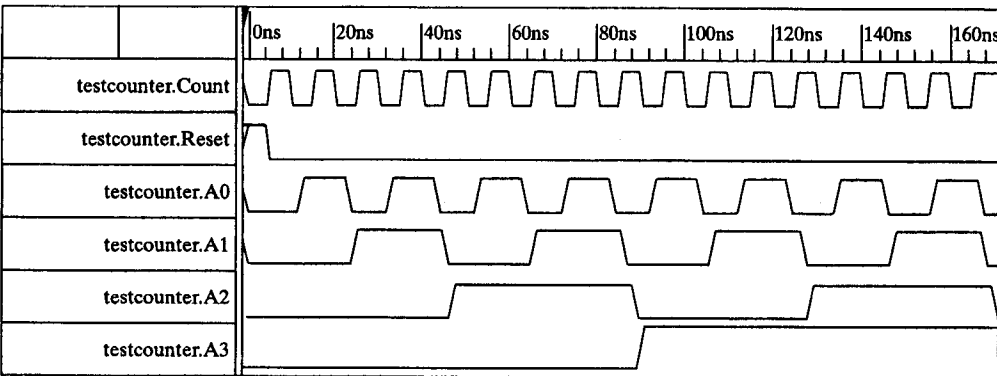 0ns 20ns 40ns 60ns 80ns 100ns 120ns 140ns 160ns
testcounter.Count
testcounter.Reset
testcounter.A0
testcounter.A1
testcounter.A2
testcounter.A3